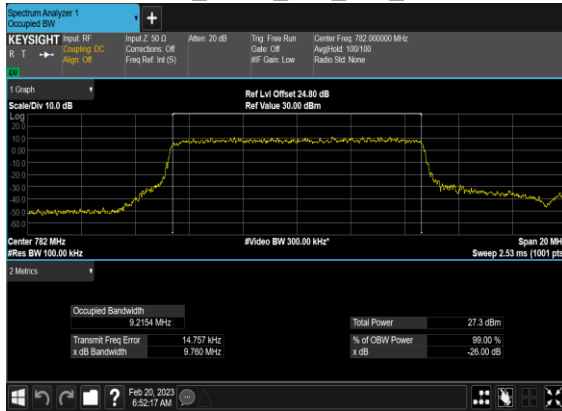 Spectrum Analyzer 1
Occupied BW
KEYSIGHT
R T
LXI
Input: RF
Coupling: DC
Align: Off
Input Z: 50 Ω
Corrections: Off
Freq Ref: Int (S)
Atten: 20 dB
Trig: Free Run
Gate: Off
#IF Gain: Low
Center Freq: 782.000000 MHz
Avg|Hold: 100/100
Radio Std: None
1 Graph
Scale/Div 10.0 dB
Ref Lvl Offset 24.80 dB
Ref Value 30.00 dBm
Log
20.0
10.0
0.00
-10.0
-20.0
-30.0
-40.0
-50.0
-60.0
Center 782 MHz
#Res BW 100.00 kHz
#Video BW 300.00 kHz*
Span 20 MH
Sweep 2.53 ms (1001 pts
2 Metrics
Occupied Bandwidth
9.2154 MHz
Total Power 27.3 dBm
Transmit Freq Error 14.757 kHz
% of OBW Power 99.00 %
x dB Bandwidth 9.760 MHz
x dB -26.00 dB
?
Feb 20, 2023
6:52:17 AM